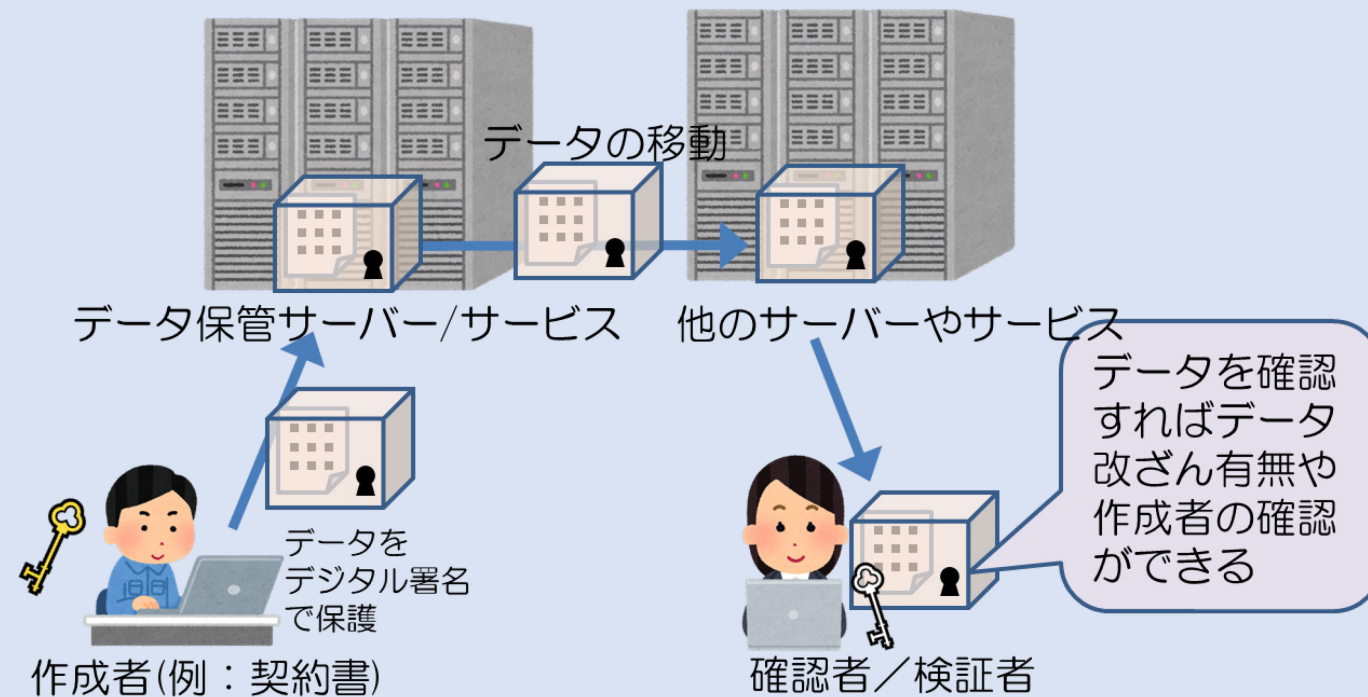 データの移動
データ保管サーバー/サービス
他のサーバーやサービス
データを
デジタル署名
で保護
作成者(例：契約書)
データを確認
すればデータ
改ざん有無や
作成者の確認
ができる
確認者／検証者